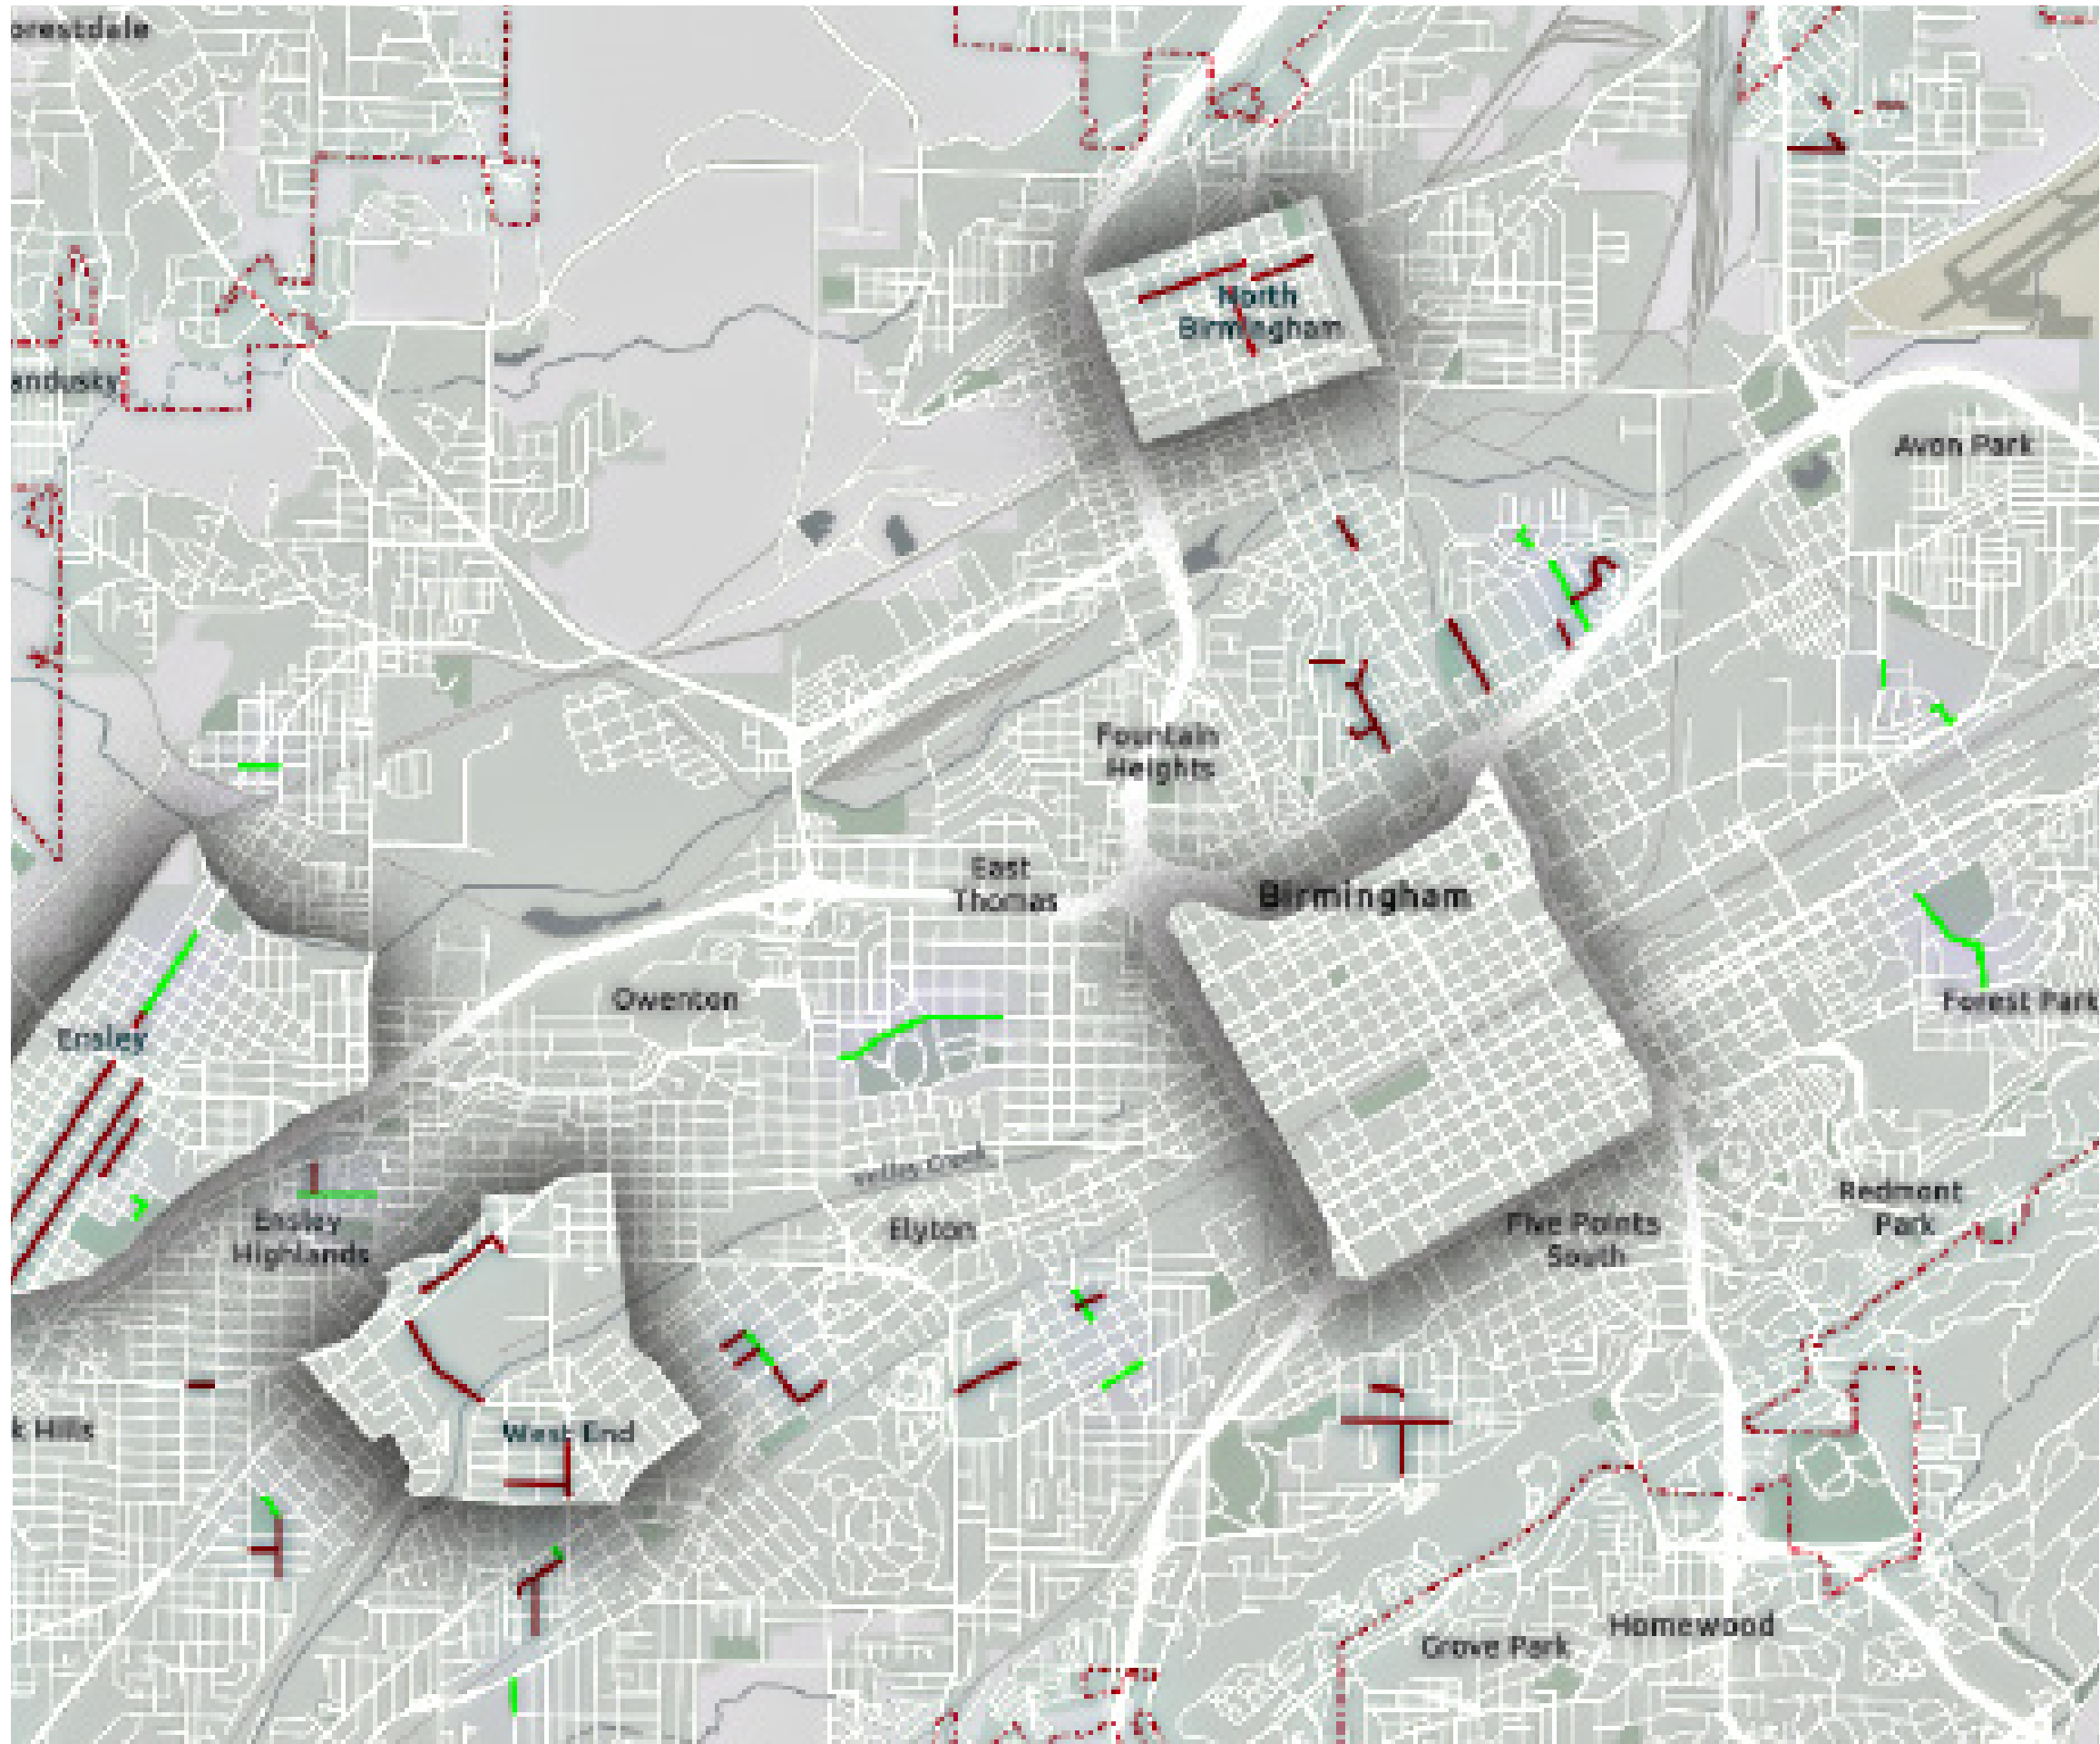 orestdale
North
Birmingham
andusky
Avon Park
Fountain
Heights
East
Thomas
Birmingham
Owenton
Forest Park
Ensley
Creek
Redmont
Park
Ensley
Highlands
Elyton
Five Points
South
k Hills
West End
Homewood
Grove Park